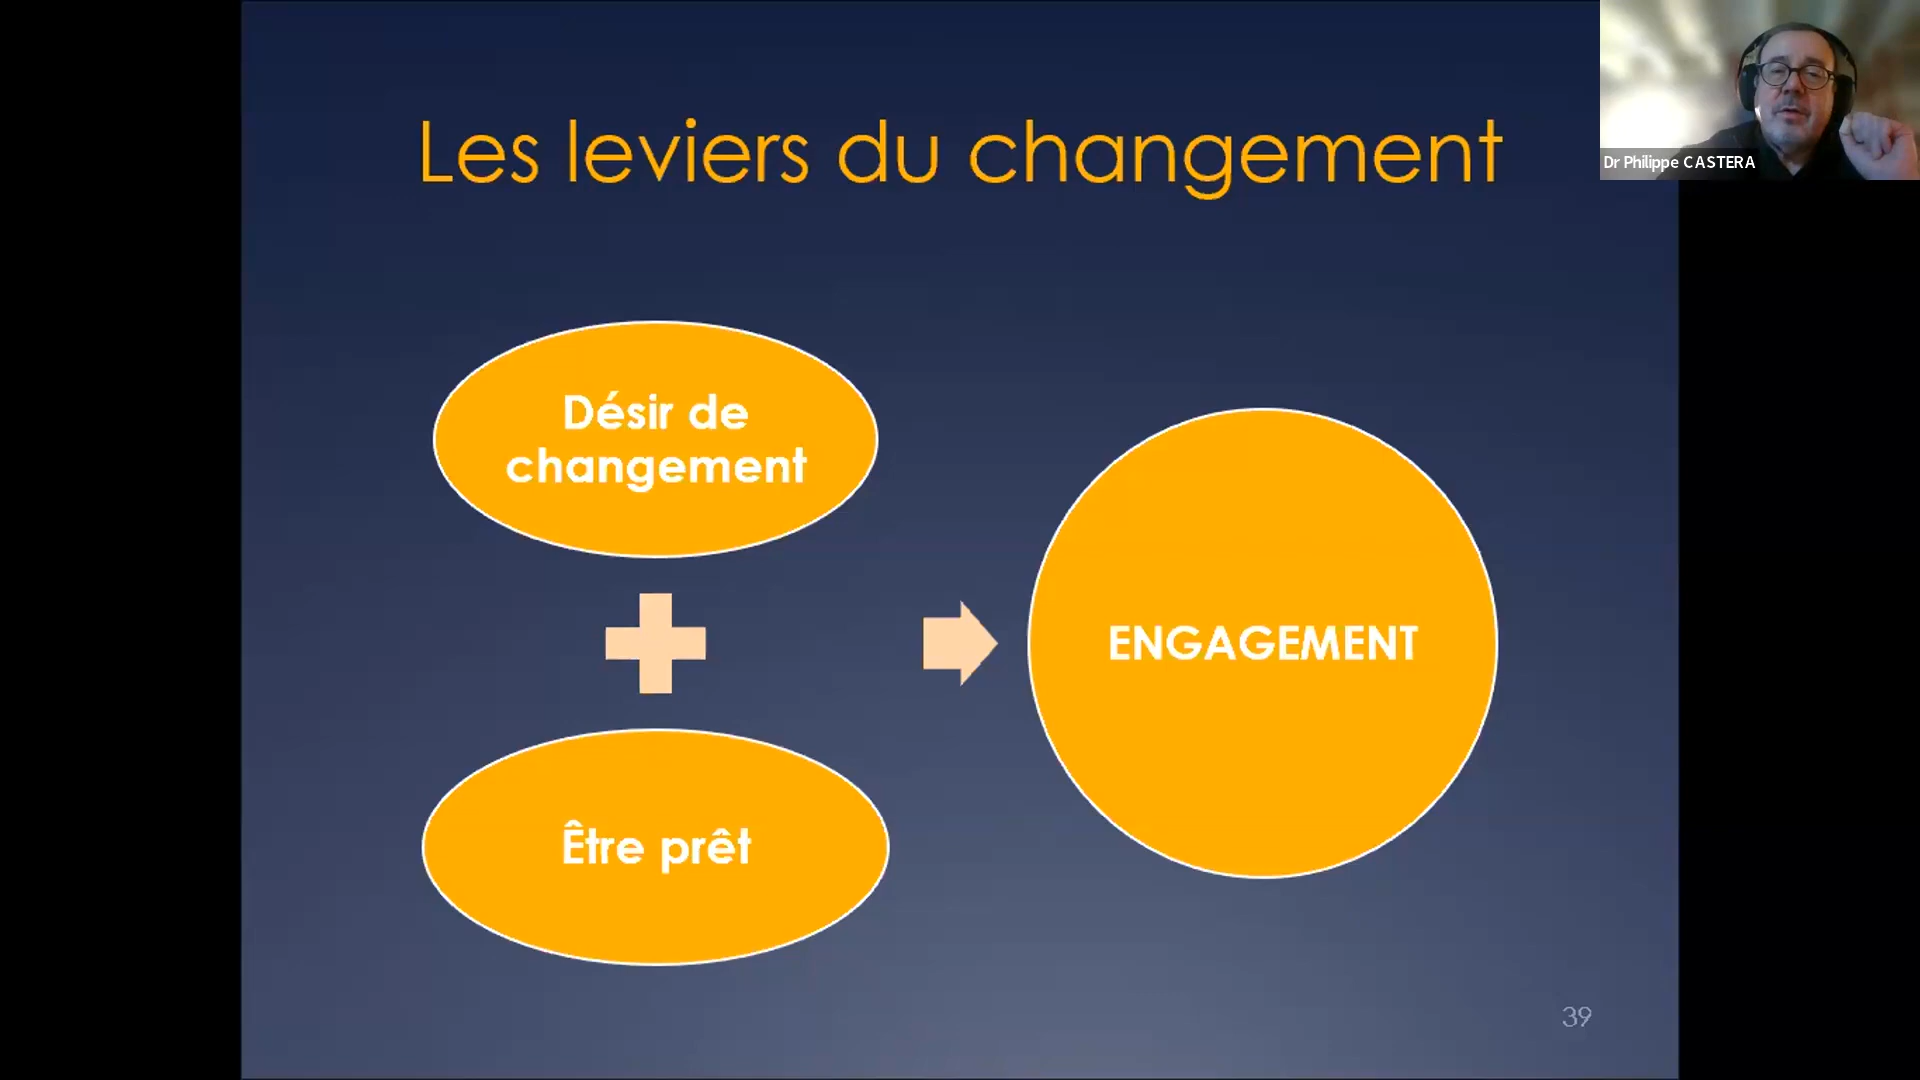 Les leviers du changement
Dr Philippe CASTERA
Désir de
changement
Être prêt
ENGAGEMENT
39